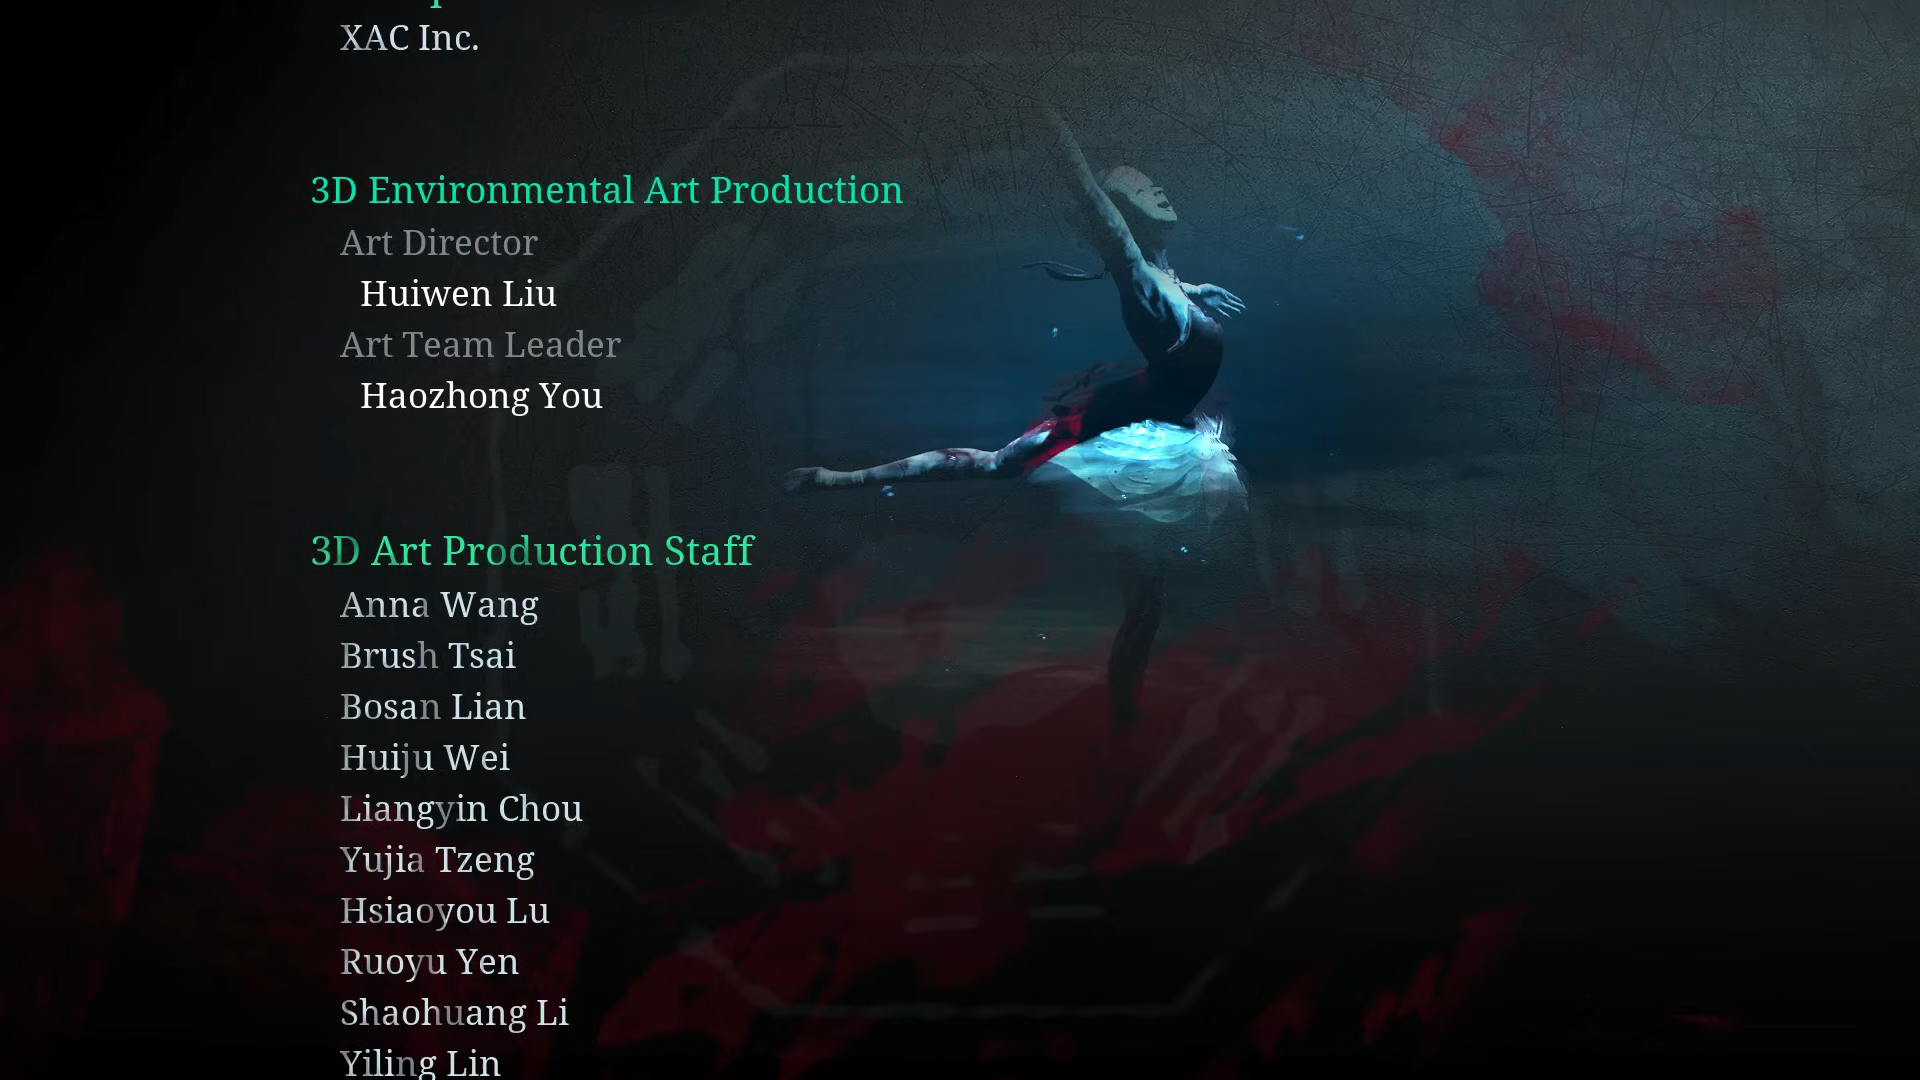 XAC Inc.
3D Environmental Art Production
Art Director
Huiwen Liu
Art Team Leader
Haozhong You
3D Art Production Staff
Anna Wang
Brush Tsai
Bosan Lian
Huiju Wei
Liangyin Chou
Yujia Tzeng
Hsiaoyou Lu
Ruoyu Yen
Shaohuang Li
Yiling Lin